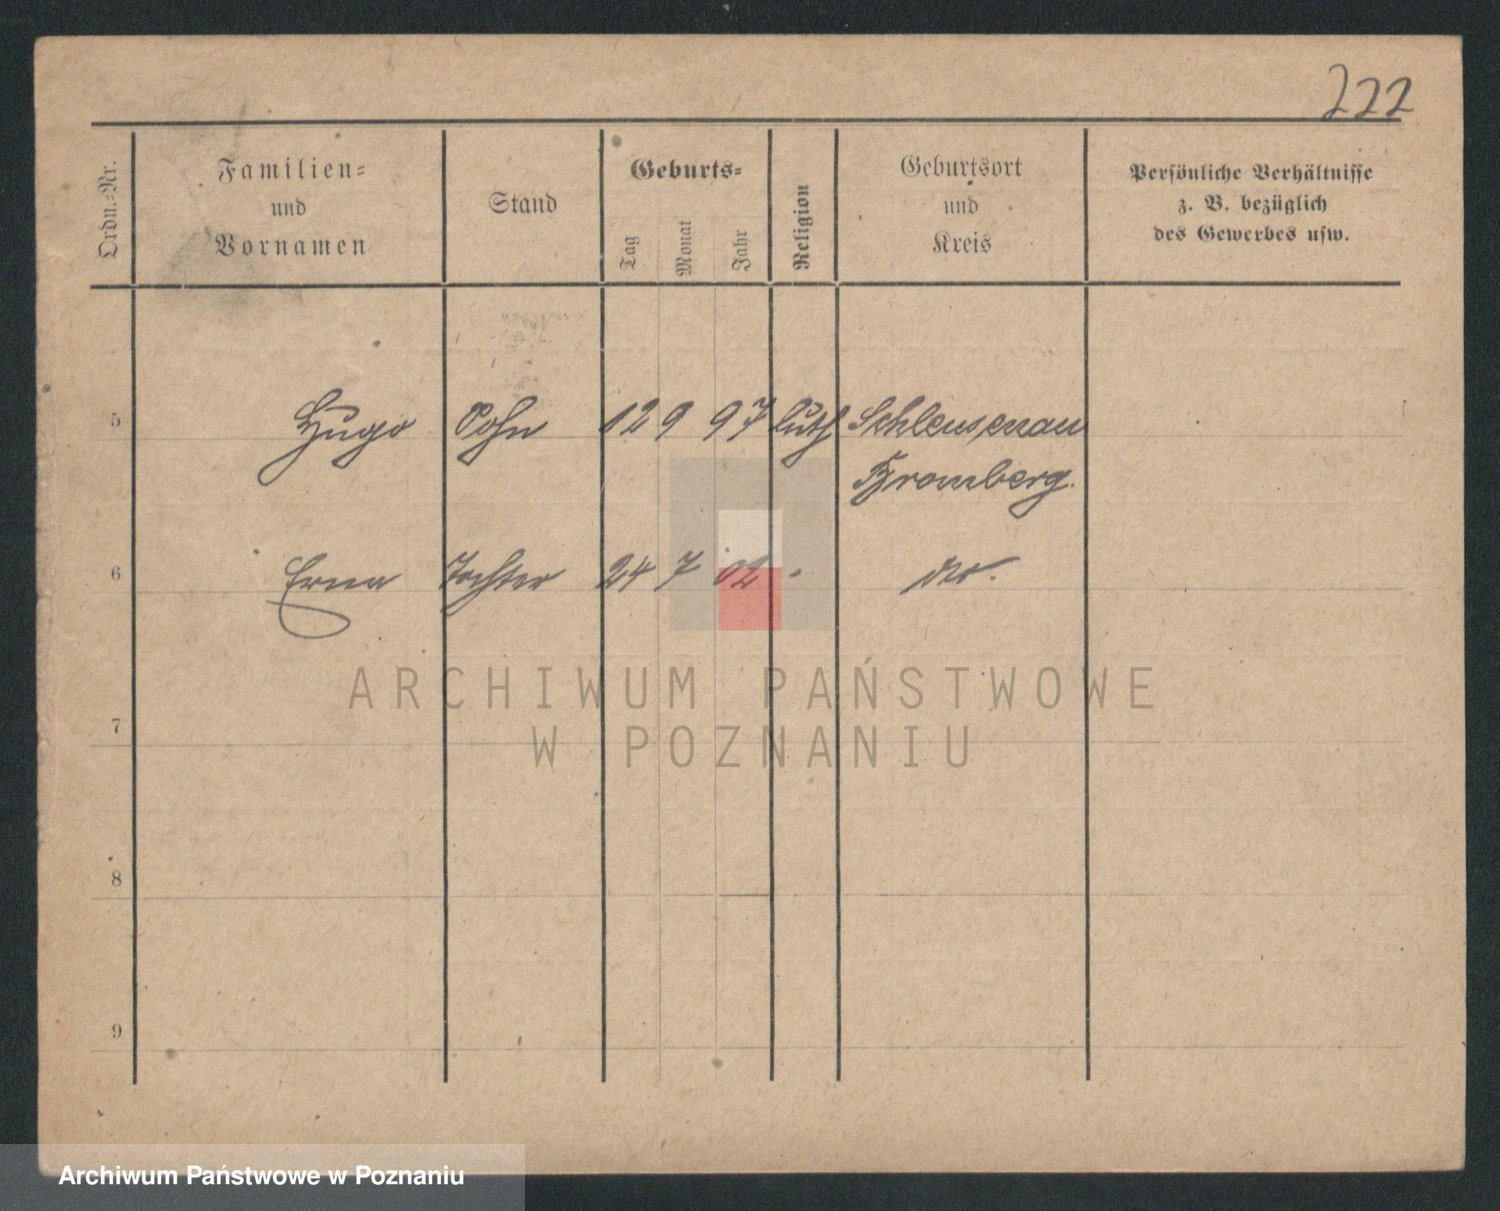 222
Ordn.-Nr.
Familien-
und
Vornamen
Stand
Geburts-
Tag
Monat
Jahr
Religion
Geburtsort
und
Kreis
Persönliche Verhältnisse
z. B. bezüglich
des Gewerbes usw.
5 Hugo Sohn 12 9 97 luth Schleusenau
Bromberg.
6 Erna Tochter 24 7 02 - do.
ARCHIWUM PAŃSTWOWE
W POZNANIU
7
8
9
Archiwum Państwowe w Poznaniu